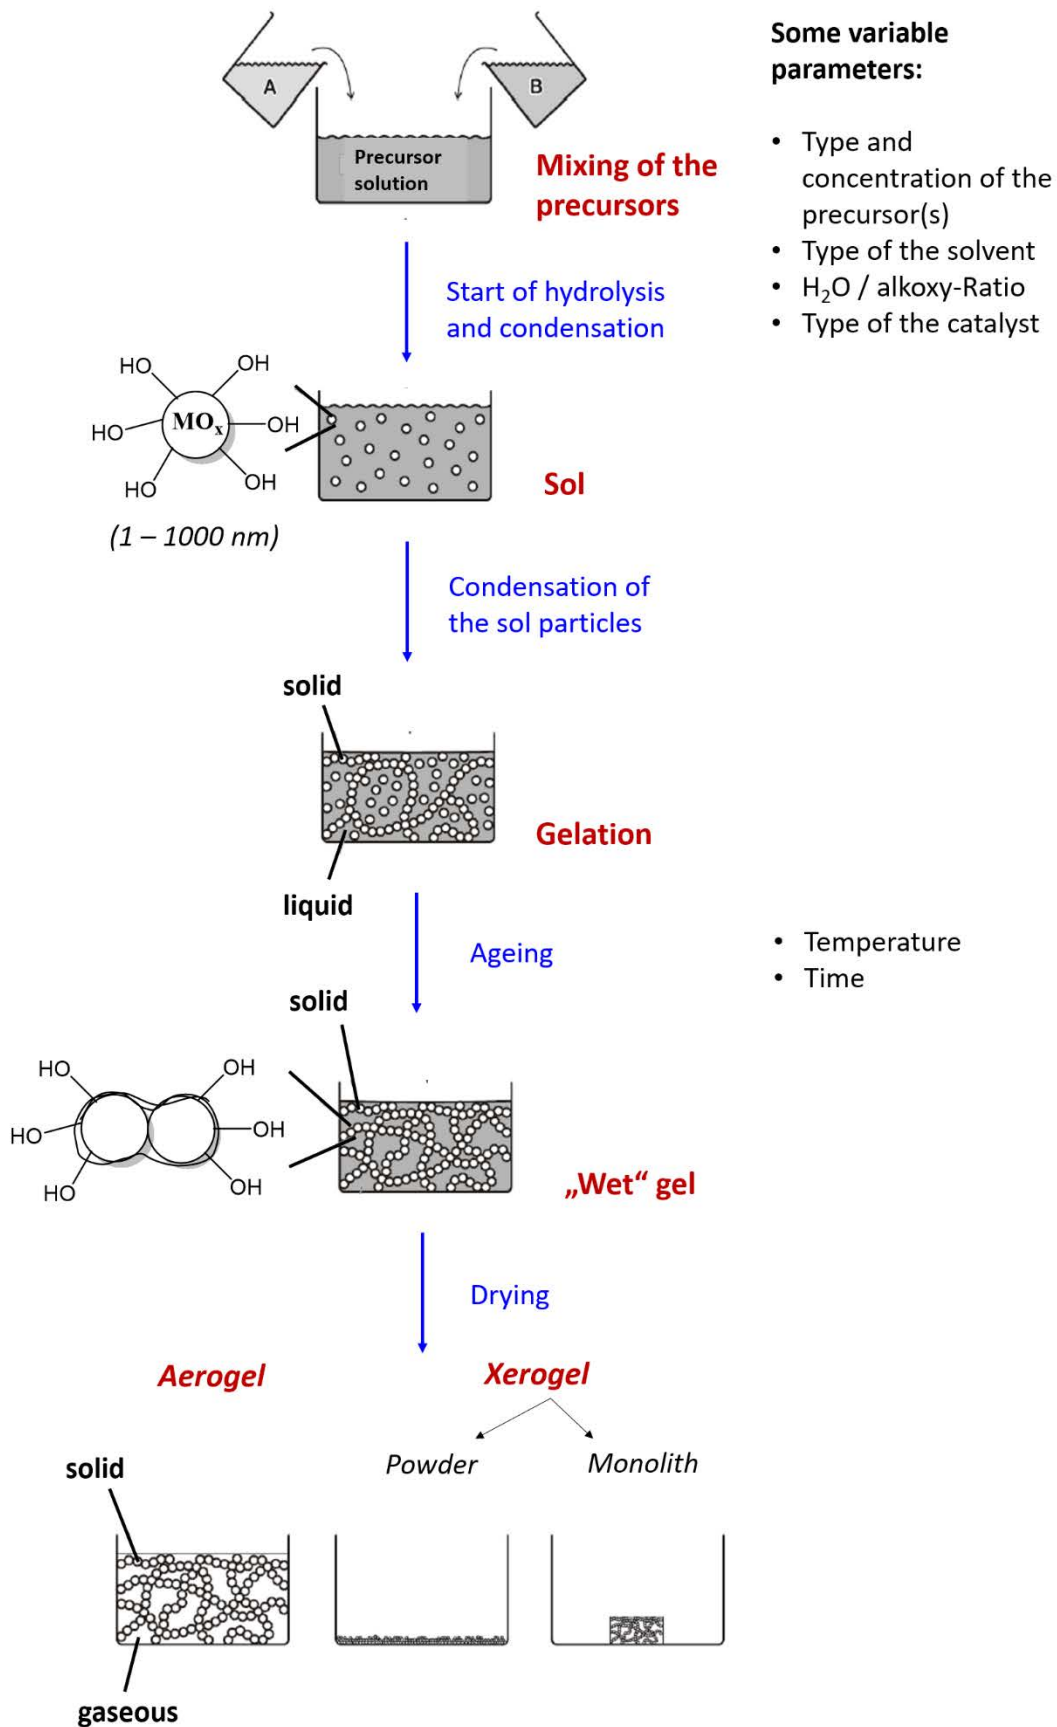 Some variable
parameters:
A
B
Precursor
solution
Mixing of the
precursors
• Type and
concentration of the
precursor(s)
• Type of the solvent
• H₂O / alkoxy-Ratio
• Type of the catalyst
Start of hydrolysis
and condensation
HO
OH
HO
MOₓ
OH
HO
OH
(1 – 1000 nm)
Sol
Condensation of
the sol particles
solid
Gelation
liquid
Ageing
• Temperature
• Time
solid
HO
OH
HO
OH
HO
OH
„Wet“ gel
Drying
Aerogel
Xerogel
Powder
Monolith
solid
gaseous